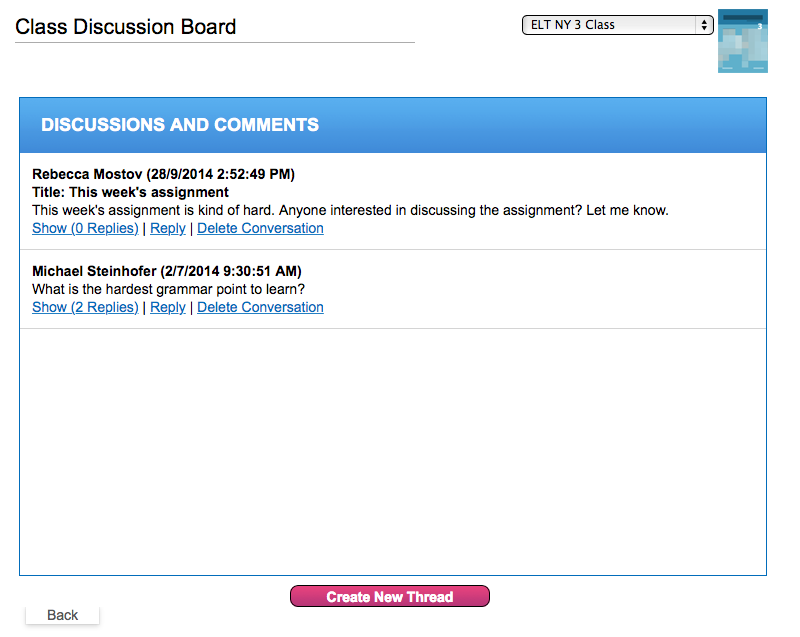 Class Discussion Board
ELT NY 3 Class
3
DISCUSSIONS AND COMMENTS
Rebecca Mostov (28/9/2014 2:52:49 PM)
Title: This week's assignment
This week's assignment is kind of hard. Anyone interested in discussing the assignment? Let me know.
Show (0 Replies) | Reply | Delete Conversation
Michael Steinhofer (2/7/2014 9:30:51 AM)
What is the hardest grammar point to learn?
Show (2 Replies) | Reply | Delete Conversation
Create New Thread
Back